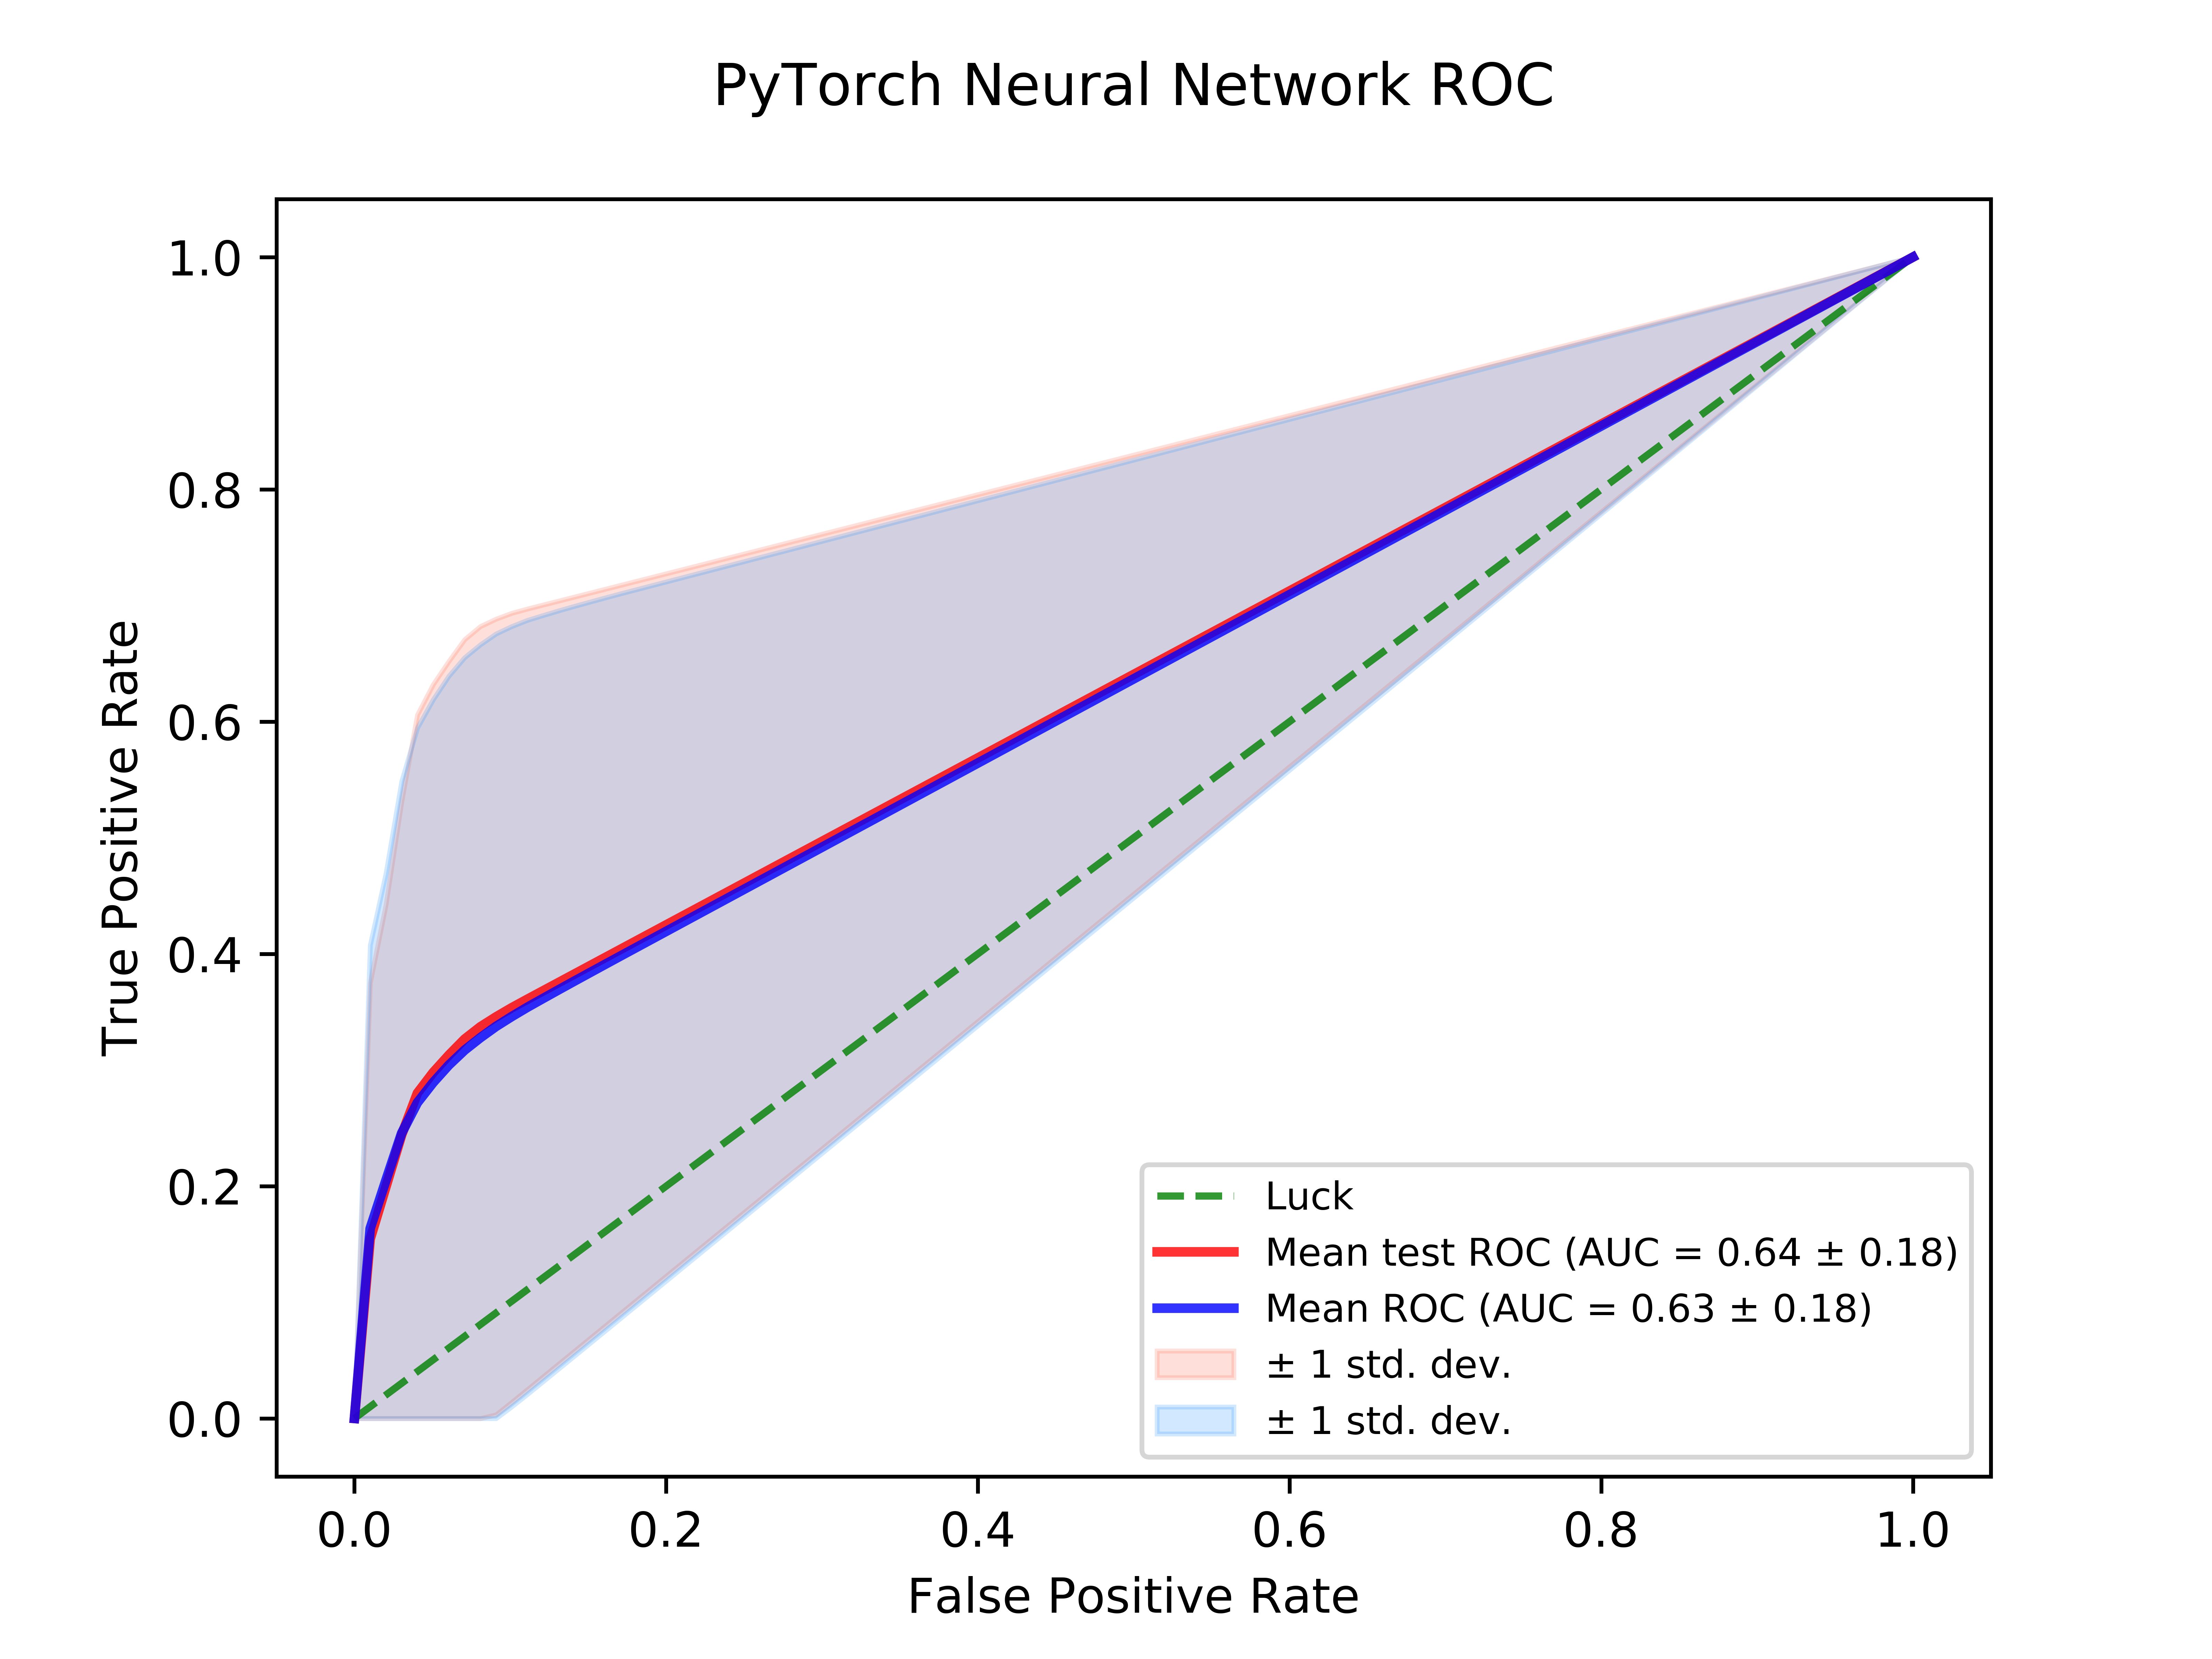 PyTorch Neural Network ROC
True Positive Rate
1.0
0.8
0.6
0.4
0.2
0.0
Luck
Mean test ROC (AUC = 0.64 ± 0.18)
Mean ROC (AUC = 0.63 ± 0.18)
± 1 std. dev.
± 1 std. dev.
0.0 0.2 0.4 0.6 0.8 1.0
False Positive Rate